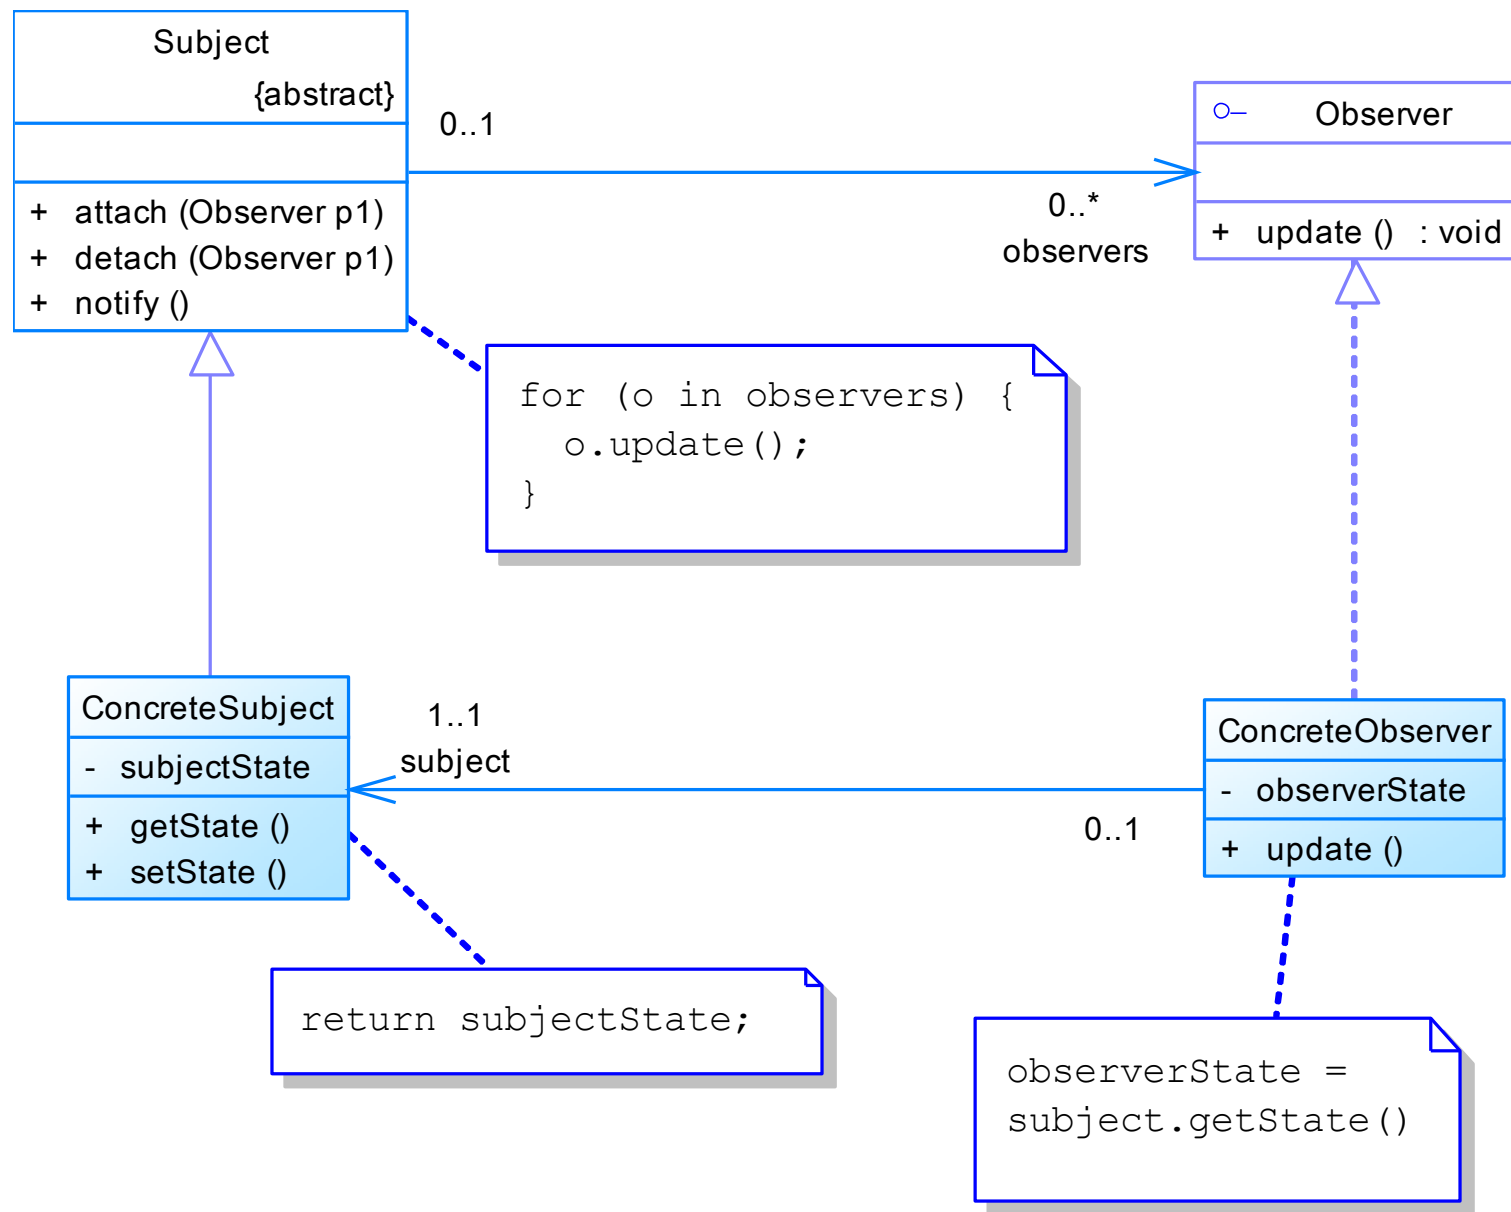 Subject
{abstract}
+ attach (Observer p1)
+ detach (Observer p1)
+ notify ()
0..1
0..*
observers
Observer
+ update () : void
for (o in observers) {
o.update();
}
ConcreteSubject
- subjectState
+ getState ()
+ setState ()
1..1
subject
0..1
ConcreteObserver
- observerState
+ update ()
return subjectState;
observerState =
subject.getState()